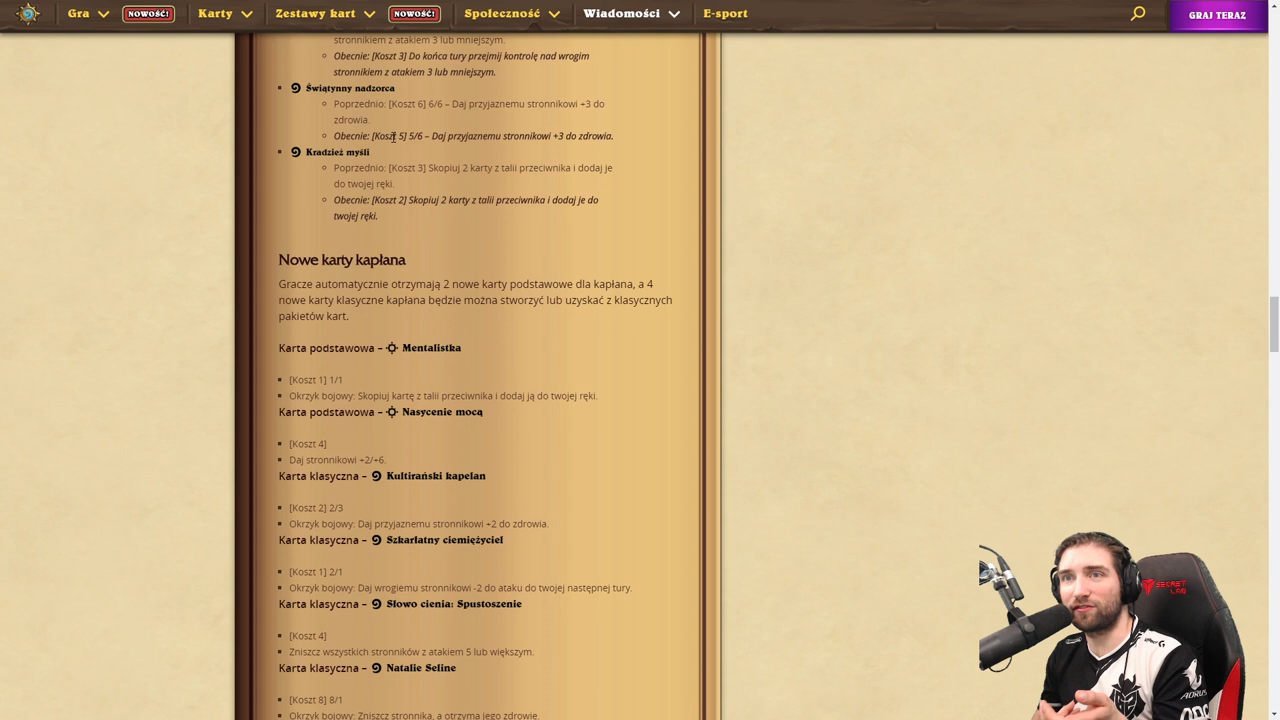 Gra NOWOŚĆ! Karty Zestawy kart NOWOŚĆ! Społeczność Wiadomości E-sport GRAJ TERAZ
stronnikiem z atakiem 3 lub mniejszym.
Obecnie: [Koszt 3] Do końca tury przejmij kontrolę nad wrogim
stronnikiem z atakiem 3 lub mniejszym.
Świątynny nadzorca
Poprzednio: [Koszt 6] 6/6 – Daj przyjaznemu stronnikowi +3 do
zdrowia.
Obecnie: [Koszt 5] 5/6 – Daj przyjaznemu stronnikowi +3 do zdrowia.
Kradzież myśli
Poprzednio: [Koszt 3] Skopiuj 2 karty z talii przeciwnika i dodaj je
do twojej ręki.
Obecnie: [Koszt 2] Skopiuj 2 karty z talii przeciwnika i dodaj je do
twojej ręki.
Nowe karty kapłana
Gracze automatycznie otrzymają 2 nowe karty podstawowe dla kapłana, a 4
nowe karty klasyczne kapłana będzie można stworzyć lub uzyskać z klasycznych
pakietów kart.
Karta podstawowa – Mentalistka
[Koszt 1] 1/1
Okrzyk bojowy: Skopiuj kartę z talii przeciwnika i dodaj ją do twojej ręki.
Karta podstawowa – Nasycenie mocą
[Koszt 4]
Daj stronnikowi +2/+6.
Karta klasyczna – Kultirański kapelan
[Koszt 2] 2/3
Okrzyk bojowy: Daj przyjaznemu stronnikowi +2 do zdrowia.
Karta klasyczna – Szkarłatny ciemiężyciel
[Koszt 1] 2/1
Okrzyk bojowy: Daj wrogiemu stronnikowi -2 do ataku do twojej następnej tury.
Karta klasyczna – Słowo cienia: Spustoszenie
[Koszt 4]
Zniszcz wszystkich stronników z atakiem 5 lub większym.
Karta klasyczna – Natalie Seline
[Koszt 8] 8/1
Okrzyk bojowy: Zniszcz stronnika, a otrzyma jego zdrowie.
SECRET
LAB
AORUS